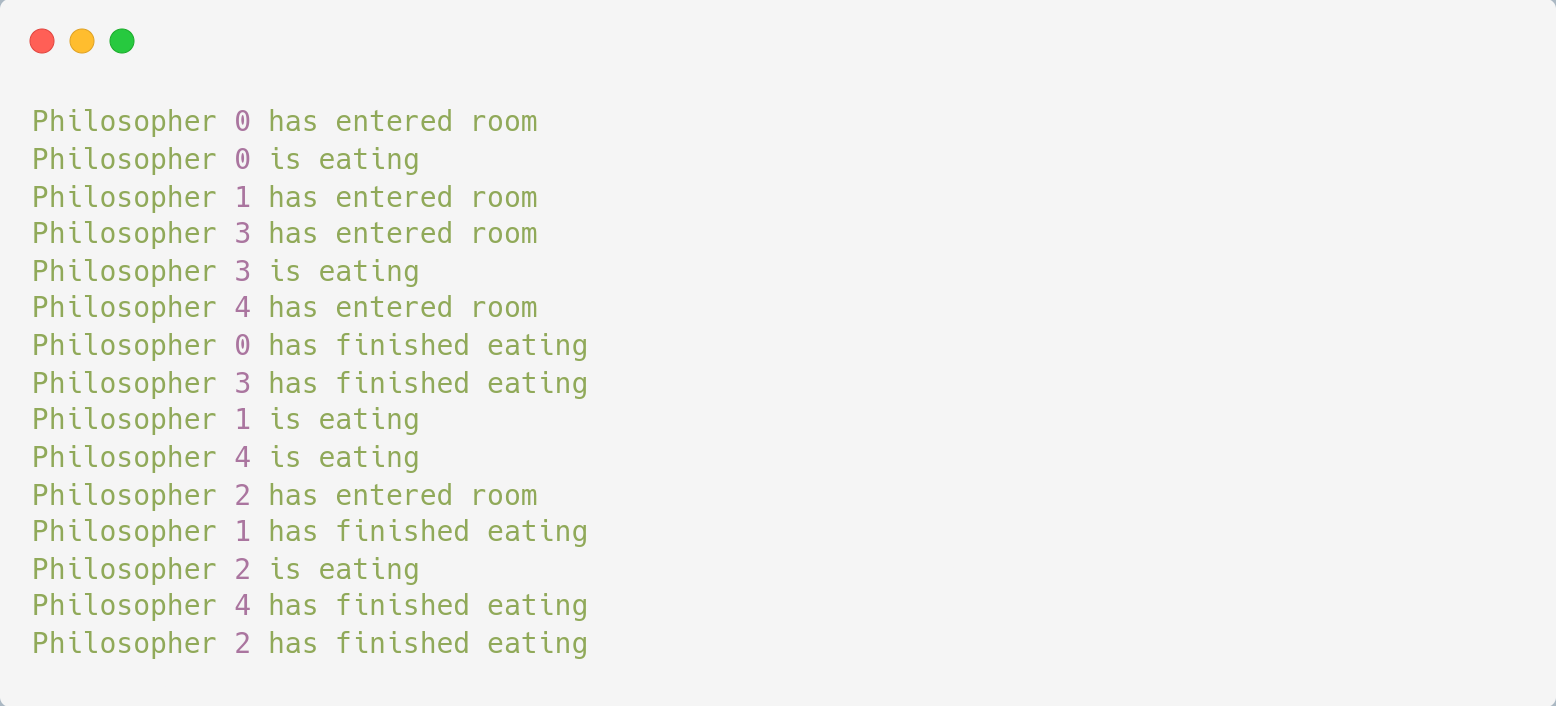 Philosopher 0 has entered room
Philosopher 0 is eating
Philosopher 1 has entered room
Philosopher 3 has entered room
Philosopher 3 is eating
Philosopher 4 has entered room
Philosopher 0 has finished eating
Philosopher 3 has finished eating
Philosopher 1 is eating
Philosopher 4 is eating
Philosopher 2 has entered room
Philosopher 1 has finished eating
Philosopher 2 is eating
Philosopher 4 has finished eating
Philosopher 2 has finished eating